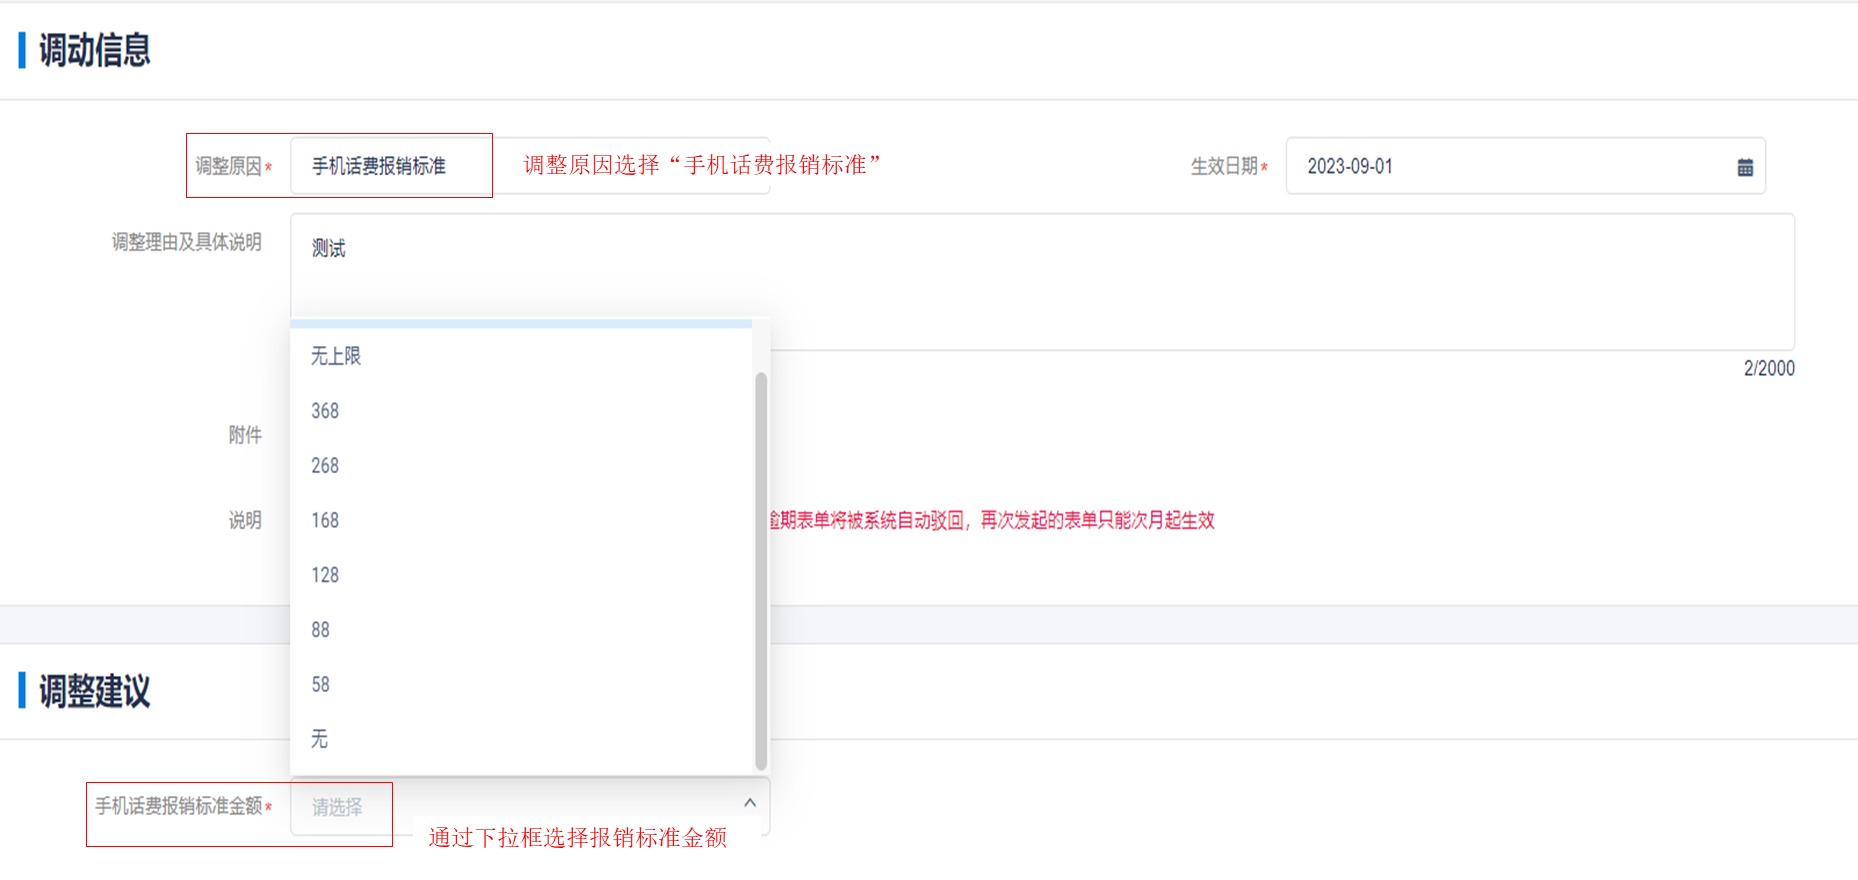 调动信息
调整原因* 手机话费报销标准 调整原因选择“手机话费报销标准” 生效日期* 2023-09-01
调整理由及具体说明 测试
2/2000
无上限
368
附件
268
说明 168 期表单将被系统自动驳回，再次发起的表单只能次月起生效
128
88
调整建议
58
无
手机话费报销标准金额* 请选择
通过下拉框选择报销标准金额